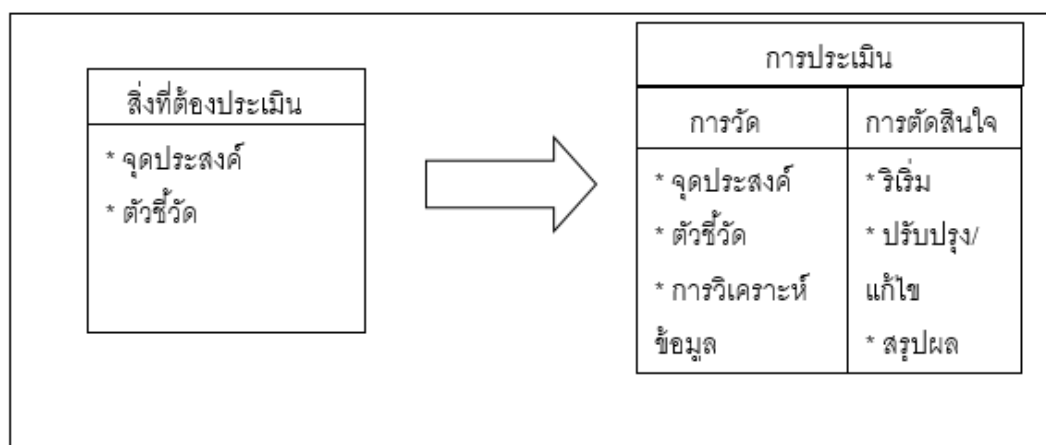 สิ่งที่ต้องประเมิน
* จุดประสงค์
* ตัวชี้วัด
การประเมิน
การวัด
* จุดประสงค์
* ตัวชี้วัด
* การวิเคราะห์
ข้อมูล
การตัดสินใจ
* ริเริ่ม
* ปรับปรุง/
แก้ไข
* สรุปผล